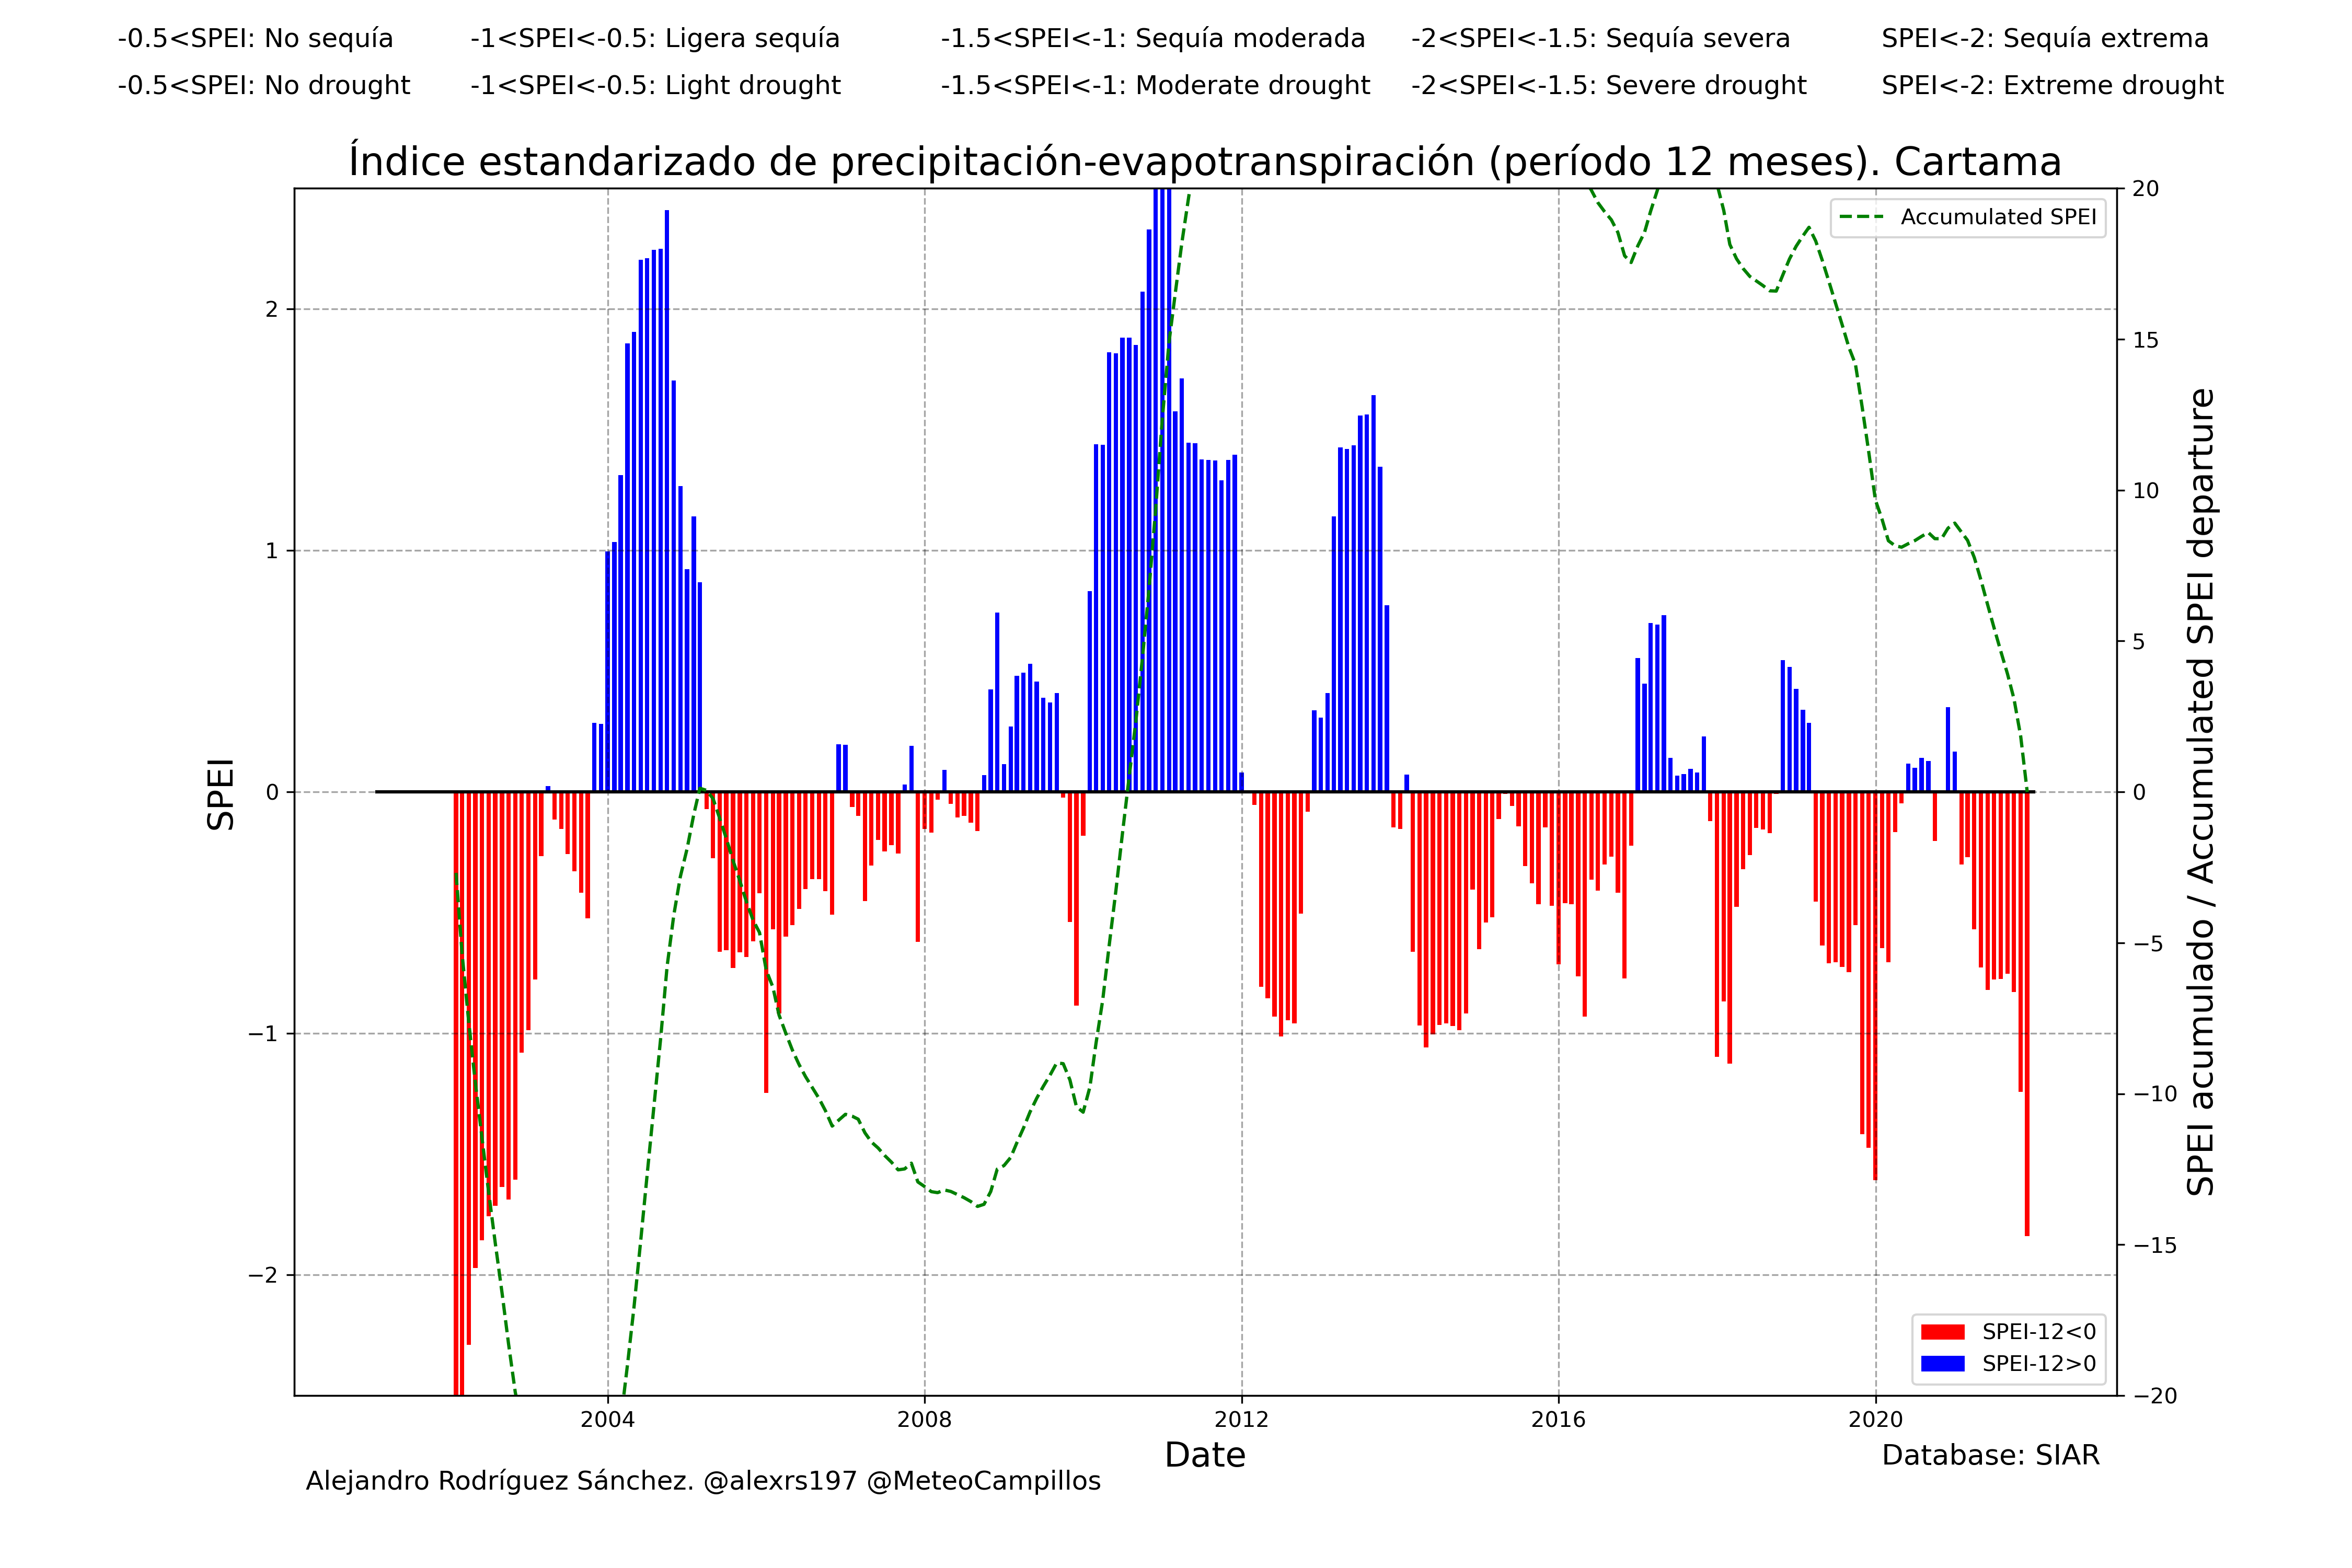 -0.5<SPEI: No sequía -1<SPEI<-0.5: Ligera sequía -1.5<SPEI<-1: Sequía moderada -2<SPEI<-1.5: Sequía severa SPEI<-2: Sequía extrema
-0.5<SPEI: No drought -1<SPEI<-0.5: Light drought -1.5<SPEI<-1: Moderate drought -2<SPEI<-1.5: Severe drought SPEI<-2: Extreme drought
Índice estandarizado de precipitación-evapotranspiración (período 12 meses). Cartama
SPEI
2
1
0
−1
−2
Accumulated SPEI
20
15
10
5
0
−5
−10
−15
−20
SPEI acumulado / Accumulated SPEI departure
SPEI-12<0
SPEI-12>0
2004 2008 2012 2016 2020
Date
Database: SIAR
Alejandro Rodríguez Sánchez. @alexrs197 @MeteoCampillos